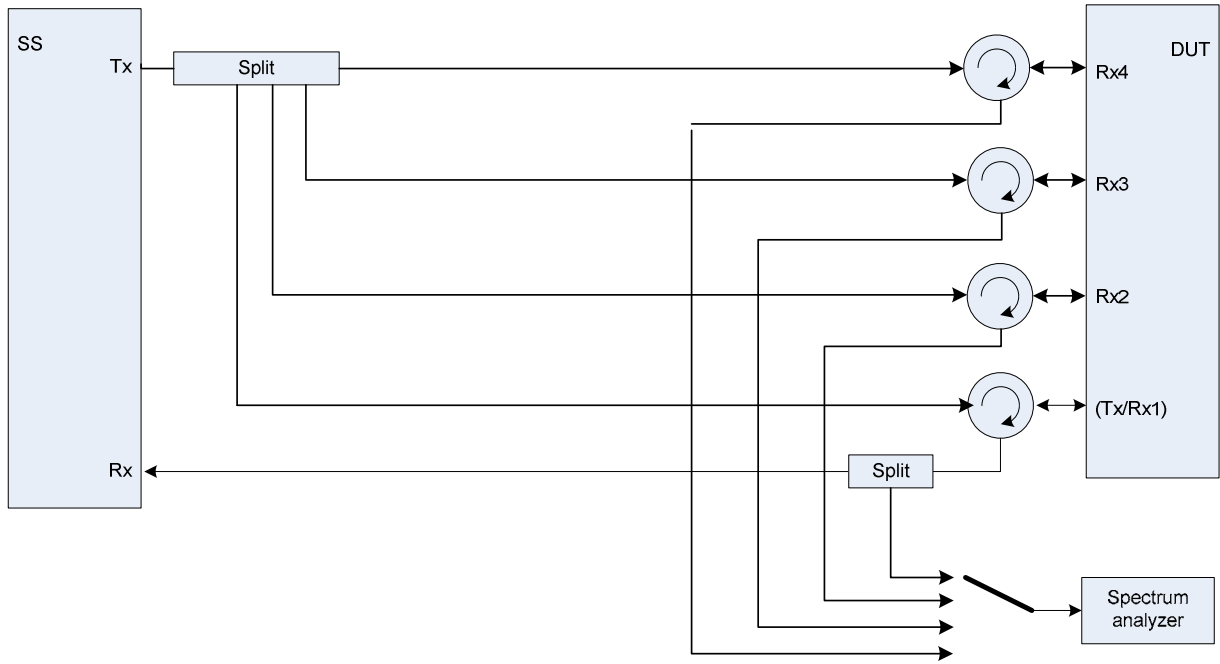 SS
Tx
Split
DUT
Rx4
Rx3
Rx2
(Tx/Rx1)
Rx
Split
Spectrum
analyzer